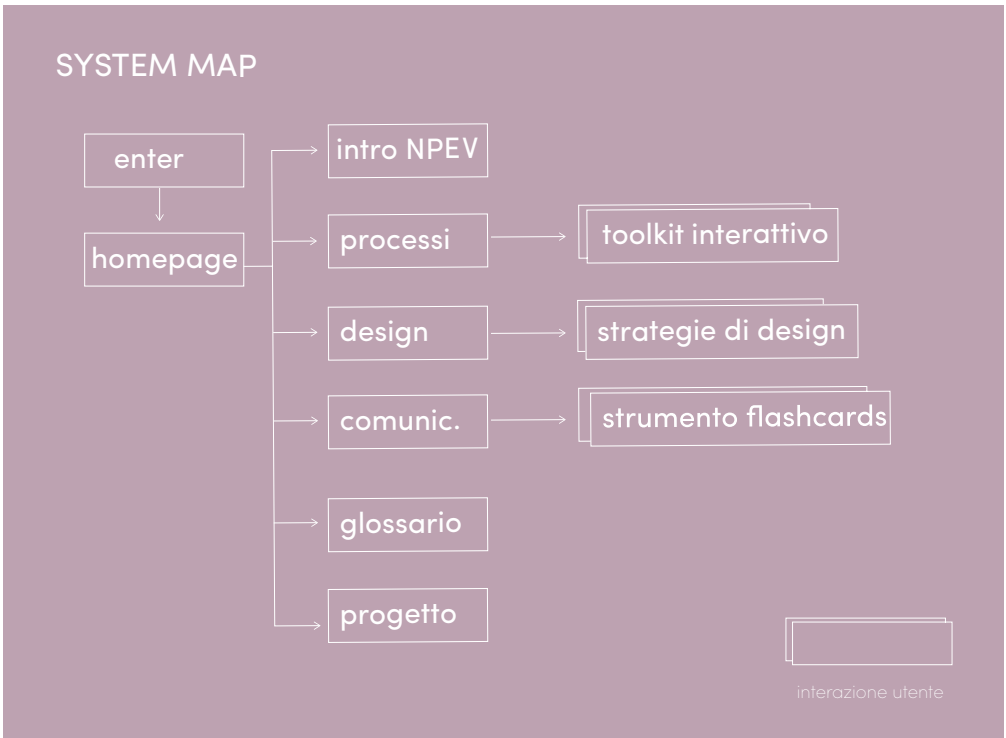 SYSTEM MAP
enter
homepage
intro NPEV
processi
toolkit interattivo
design
strategie di design
comunic.
strumento flashcards
glossario
progetto
interazione utente